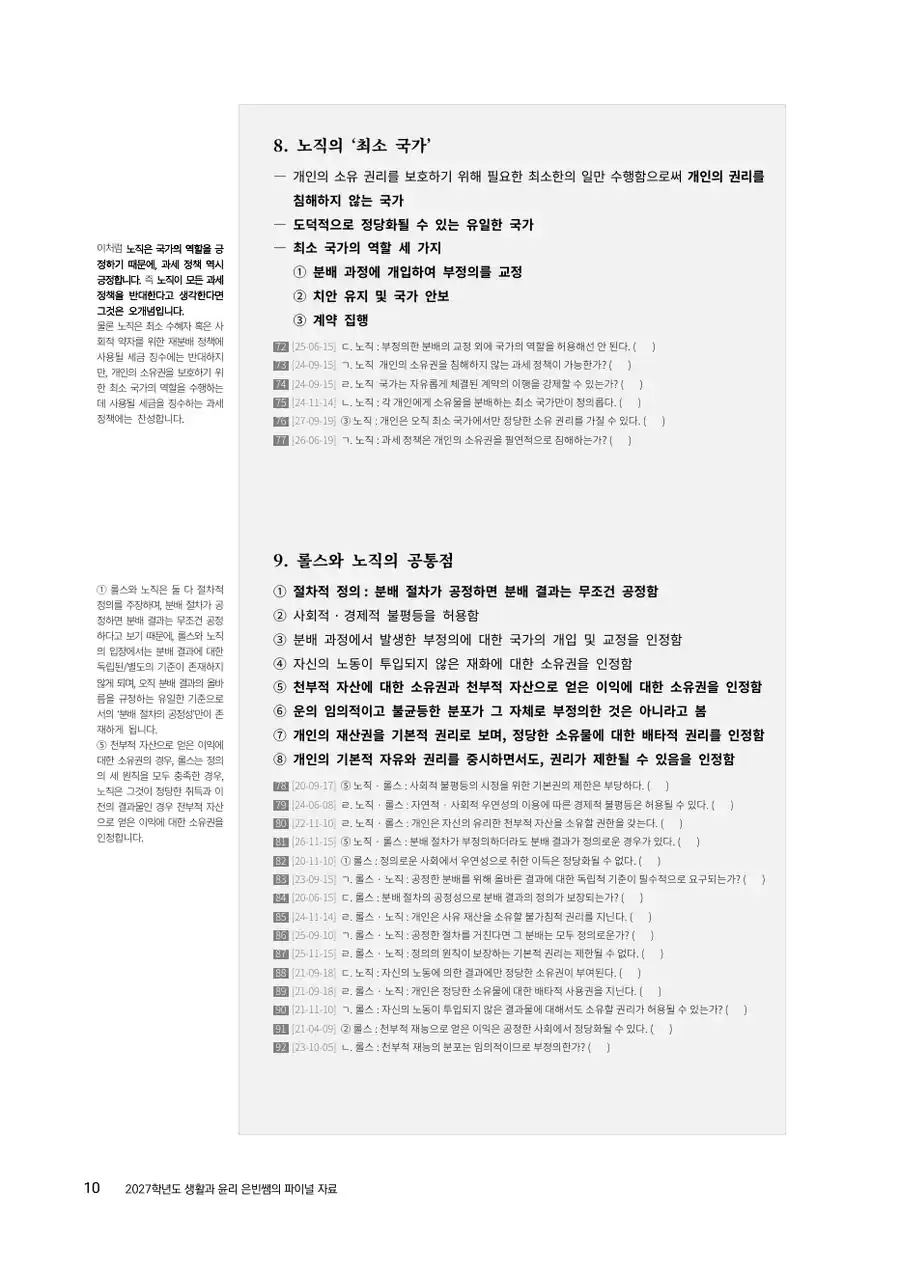 8. 노직의 ‘최소 국가’
― 개인의 소유 권리를 보호하기 위해 필요한 최소한의 일만 수행함으로써 개인의 권리를
침해하지 않는 국가
― 도덕적으로 정당화될 수 있는 유일한 국가
― 최소 국가의 역할 세 가지
① 분배 과정에 개입하여 부정의를 교정
② 치안 유지 및 국가 안보
③ 계약 집행
이처럼 노직은 국가의 역할을 긍
정하기 때문에, 과세 정책 역시
긍정합니다. 즉 노직이 모든 과세
정책을 반대한다고 생각한다면
그것은 오개념입니다.
물론 노직은 최소 수혜자 혹은 사
회적 약자를 위한 재분배 정책에
사용될 세금 징수에는 반대하지
만, 개인의 소유권을 보호하기 위
한 최소 국가의 역할을 수행하는
데 사용될 세금을 징수하는 과세
정책에는 찬성합니다.
72 [25-06-15] ㄷ. 노직 : 부정의한 분배의 교정 외에 국가의 역할을 허용해선 안 된다. ( )
73 [24-09-15] ㄱ. 노직 개인의 소유권을 침해하지 않는 과세 정책이 가능한가? ( )
74 [24-09-15] ㄹ. 노직 국가는 자유롭게 체결된 계약의 이행을 강제할 수 있는가? ( )
75 [24-11-14] ㄴ. 노직 : 각 개인에게 소유물을 분배하는 최소 국가만이 정의롭다. ( )
76 [27-09-19] ③ 노직 : 개인은 오직 최소 국가에서만 정당한 소유 권리를 가질 수 있다. ( )
77 [26-06-19] ㄱ. 노직 : 과세 정책은 개인의 소유권을 필연적으로 침해하는가? ( )
9. 롤스와 노직의 공통점
① 절차적 정의 : 분배 절차가 공정하면 분배 결과는 무조건 공정함
② 사회적 · 경제적 불평등을 허용함
③ 분배 과정에서 발생한 부정의에 대한 국가의 개입 및 교정을 인정함
④ 자신의 노동이 투입되지 않은 재화에 대한 소유권을 인정함
⑤ 천부적 자산에 대한 소유권과 천부적 자산으로 얻은 이익에 대한 소유권을 인정함
⑥ 운의 임의적이고 불균등한 분포가 그 자체로 부정의한 것은 아니라고 봄
⑦ 개인의 재산권을 기본적 권리로 보며, 정당한 소유물에 대한 배타적 권리를 인정함
⑧ 개인의 기본적 자유와 권리를 중시하면서도, 권리가 제한될 수 있음을 인정함
① 롤스와 노직은 둘 다 절차적
정의를 주장하며, 분배 절차가 공
정하면 분배 결과는 무조건 공정
하다고 보기 때문에, 롤스와 노직
의 입장에서는 분배 결과에 대한
독립된/별도의 기준이 존재하지
않게 되며, 오직 분배 결과의 올바
름을 규정하는 유일한 기준으로
서의 ‘분배 절차의 공정성’만이 존
재하게 됩니다.
⑤ 천부적 자산으로 얻은 이익에
대한 소유권의 경우, 롤스는 정의
의 세 원칙을 모두 충족한 경우,
노직은 그것이 정당한 취득과 이
전의 결과물인 경우 천부적 자산
으로 얻은 이익에 대한 소유권을
인정합니다.
78 [20-09-17] ⑤ 노직 · 롤스 : 사회적 불평등의 시정을 위한 기본권의 제한은 부당하다. ( )
79 [24-06-08] ㄹ. 노직 · 롤스 : 자연적 · 사회적 우연성의 이용에 따른 경제적 불평등은 허용될 수 있다. ( )
80 [22-11-10] ㄹ. 노직 · 롤스 : 개인은 자신의 유리한 천부적 자산을 소유할 권한을 갖는다. ( )
81 [26-11-15] ⑤ 노직 · 롤스 : 분배 절차가 부정의하더라도 분배 결과가 정의로운 경우가 있다. ( )
82 [20-11-10] ① 롤스 : 정의로운 사회에서 우연성으로 취한 이득은 정당화될 수 없다. ( )
83 [23-09-15] ㄱ. 롤스 · 노직 : 공정한 분배를 위해 올바른 결과에 대한 독립적 기준이 필수적으로 요구되는가? ( )
84 [20-06-15] ㄷ. 롤스 : 분배 절차의 공정성으로 분배 결과의 정의가 보장되는가? ( )
85 [24-11-14] ㄹ. 롤스 · 노직 : 개인은 사유 재산을 소유할 불가침적 권리를 지닌다. ( )
86 [25-09-10] ㄱ. 롤스 · 노직 : 공정한 절차를 거친다면 그 분배는 모두 정의로운가? ( )
87 [25-11-15] ㄹ. 롤스 · 노직 : 정의의 원칙이 보장하는 기본적 권리는 제한될 수 없다. ( )
88 [21-09-18] ㄷ. 노직 : 자신의 노동에 의한 결과에만 정당한 소유권이 부여된다. ( )
89 [21-09-18] ㄹ. 롤스 · 노직 : 개인은 정당한 소유물에 대한 배타적 사용권을 지닌다. ( )
90 [21-11-10] ㄱ. 롤스 : 자신의 노동이 투입되지 않은 결과물에 대해서도 소유할 권리가 허용될 수 있는가? ( )
91 [21-04-09] ② 롤스 : 천부적 재능으로 얻은 이익은 공정한 사회에서 정당화될 수 있다. ( )
92 [23-10-05] ㄴ. 롤스 : 천부적 재능의 분포는 임의적이므로 부정의한가? ( )
10 2027학년도 생활과 윤리 은빈쌤의 파이널 자료